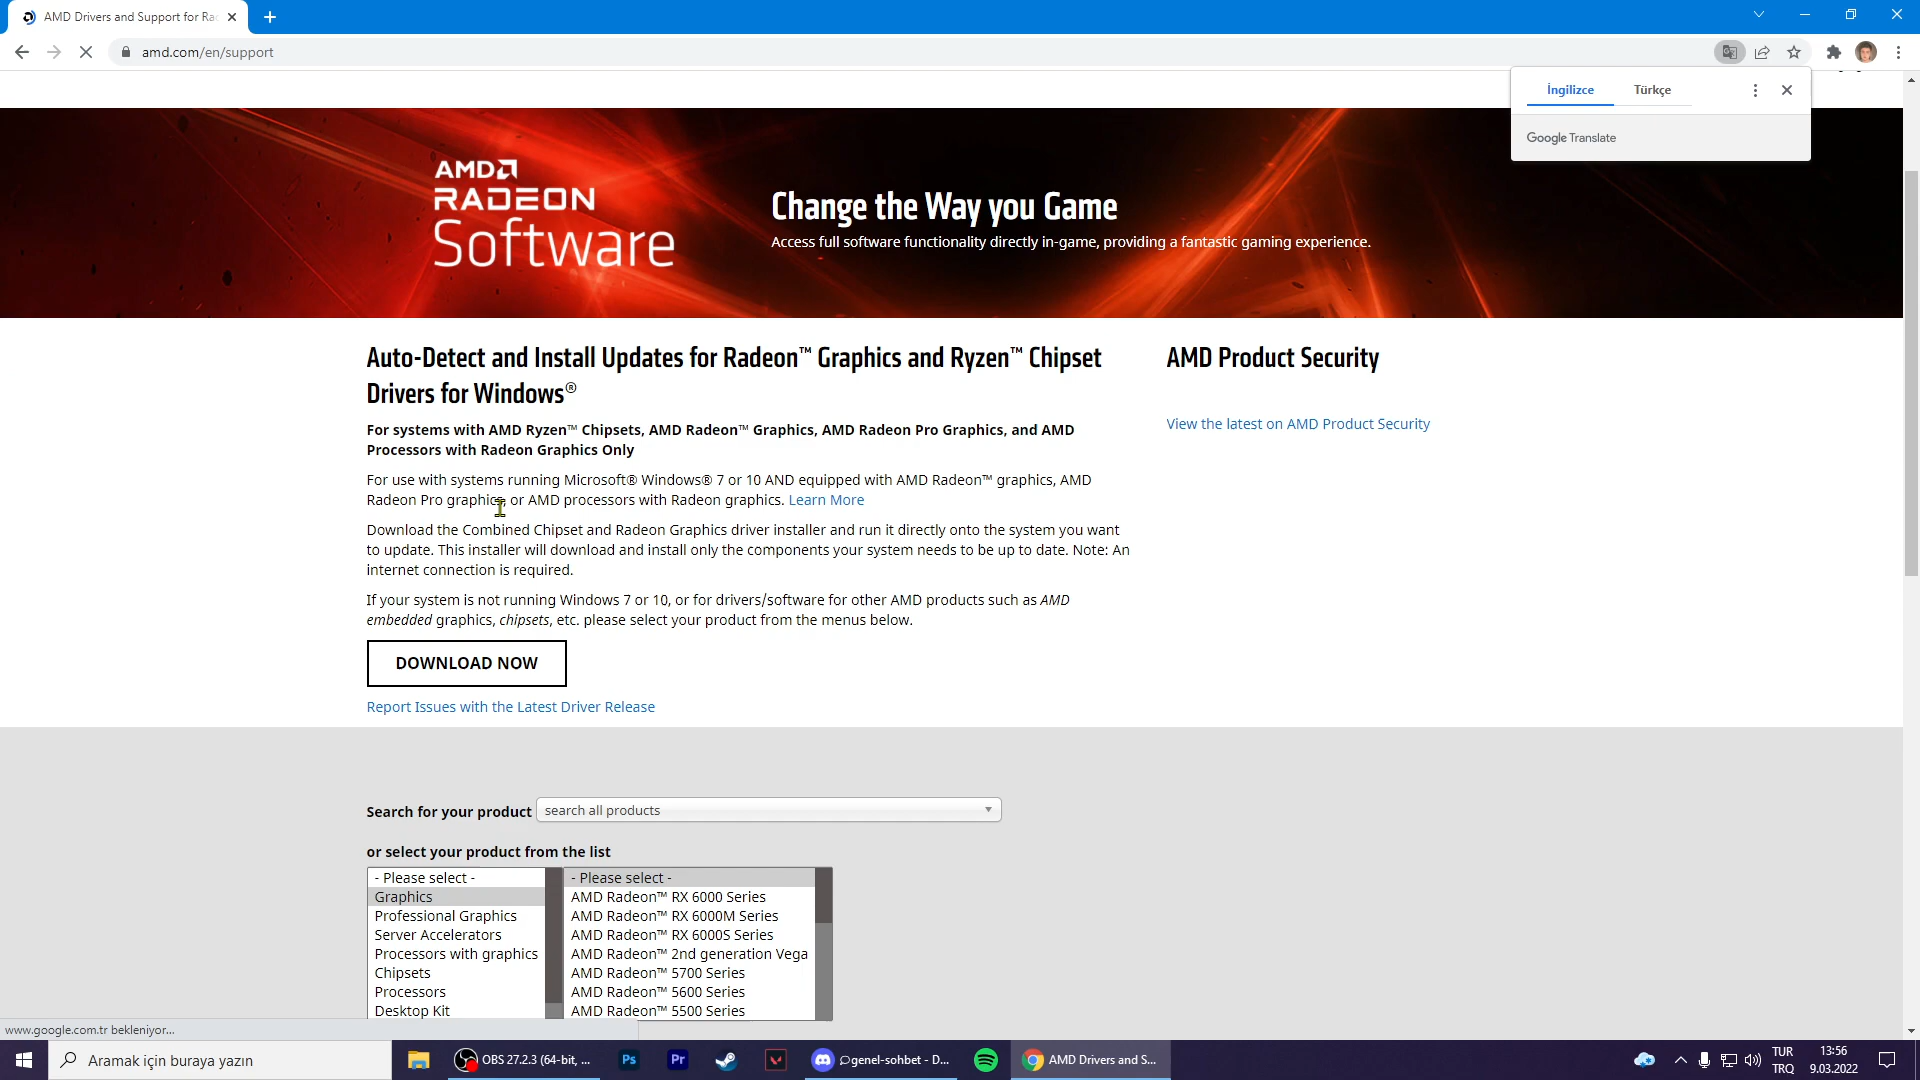 AMD Drivers and Support for Ra
amd.com/en/support
İngilizce
Türkçe
Google Translate
AMD
RADEON
Software
Change the Way you Game
Access full software functionality directly in-game, providing a fantastic gaming experience.
Auto-Detect and Install Updates for Radeon™ Graphics and Ryzen™ Chipset
Drivers for Windows®
For systems with AMD Ryzen™ Chipsets, AMD Radeon™ Graphics, AMD Radeon Pro Graphics, and AMD
Processors with Radeon Graphics Only
For use with systems running Microsoft® Windows® 7 or 10 AND equipped with AMD Radeon™ graphics, AMD
Radeon Pro graphics, or AMD processors with Radeon graphics. Learn More
Download the Combined Chipset and Radeon Graphics driver installer and run it directly onto the system you want
to update. This installer will download and install only the components your system needs to be up to date. Note: An
internet connection is required.
If your system is not running Windows 7 or 10, or for drivers/software for other AMD products such as AMD
embedded graphics, chipsets, etc. please select your product from the menus below.
DOWNLOAD NOW
Report Issues with the Latest Driver Release
AMD Product Security
View the latest on AMD Product Security
Search for your product
search all products
or select your product from the list
- Please select -
Graphics
Professional Graphics
Server Accelerators
Processors with graphics
Chipsets
Processors
Desktop Kit
- Please select -
AMD Radeon™ RX 6000 Series
AMD Radeon™ RX 6000M Series
AMD Radeon™ RX 6000S Series
AMD Radeon™ 2nd generation Vega
AMD Radeon™ 5700 Series
AMD Radeon™ 5600 Series
AMD Radeon™ 5500 Series
www.google.com.tr bekleniyor...
Aramak için buraya yazın
OBS 27.2.3 (64-bit, ...
Ps
Pr
genel-sohbet - D...
AMD Drivers and S...
TUR
TRQ
13:56
9.03.2022